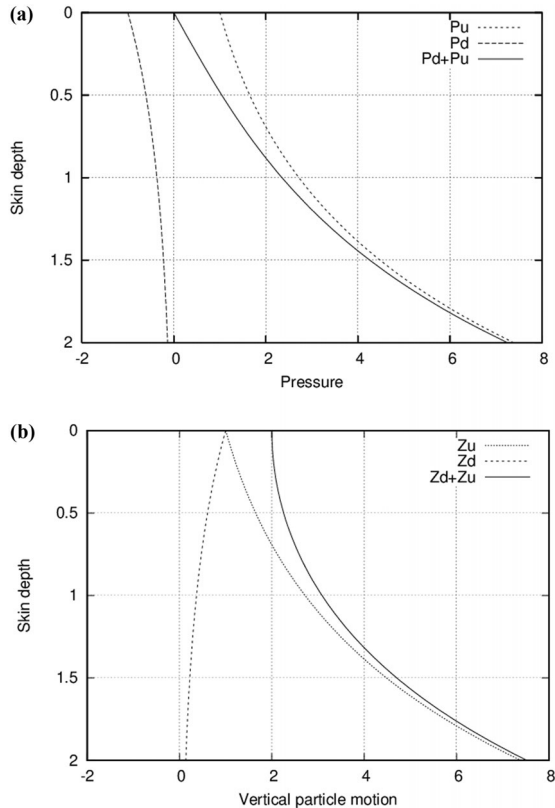 (a)
0
Pu
Pd
Pd+Pu
0.5
Skin depth
1
1.5
2
-2 0 2 4 6 8
Pressure
(b)
0
Zu
Zd
Zd+Zu
0.5
Skin depth
1
1.5
2
-2 0 2 4 6 8
Vertical particle motion